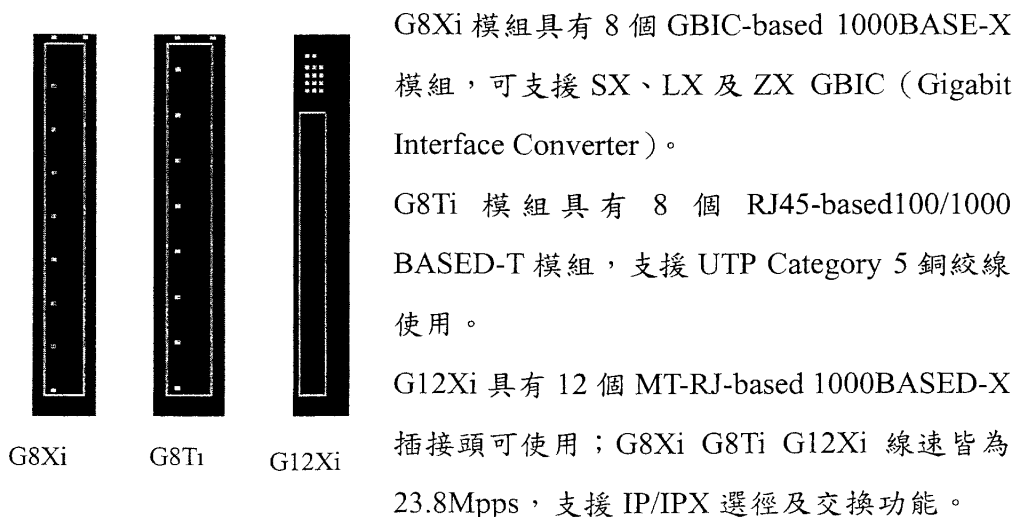 G8Xi 模組具有 8 個 GBIC-based 1000BASE-X
模組,可支援 SX、LX 及 ZX GBIC(Gigabit
Interface Converter)。
G8Ti 模組具有 8 個 RJ45-based100/1000
BASED-T 模組,支援 UTP Category 5 銅絞線
使用。
G12Xi 具有 12 個 MT-RJ-based 1000BASED-X
插接頭可使用;G8Xi G8Ti G12Xi 線速皆為
23.8Mpps,支援 IP/IPX 選徑及交換功能。
G8Xi G8Ti G12Xi